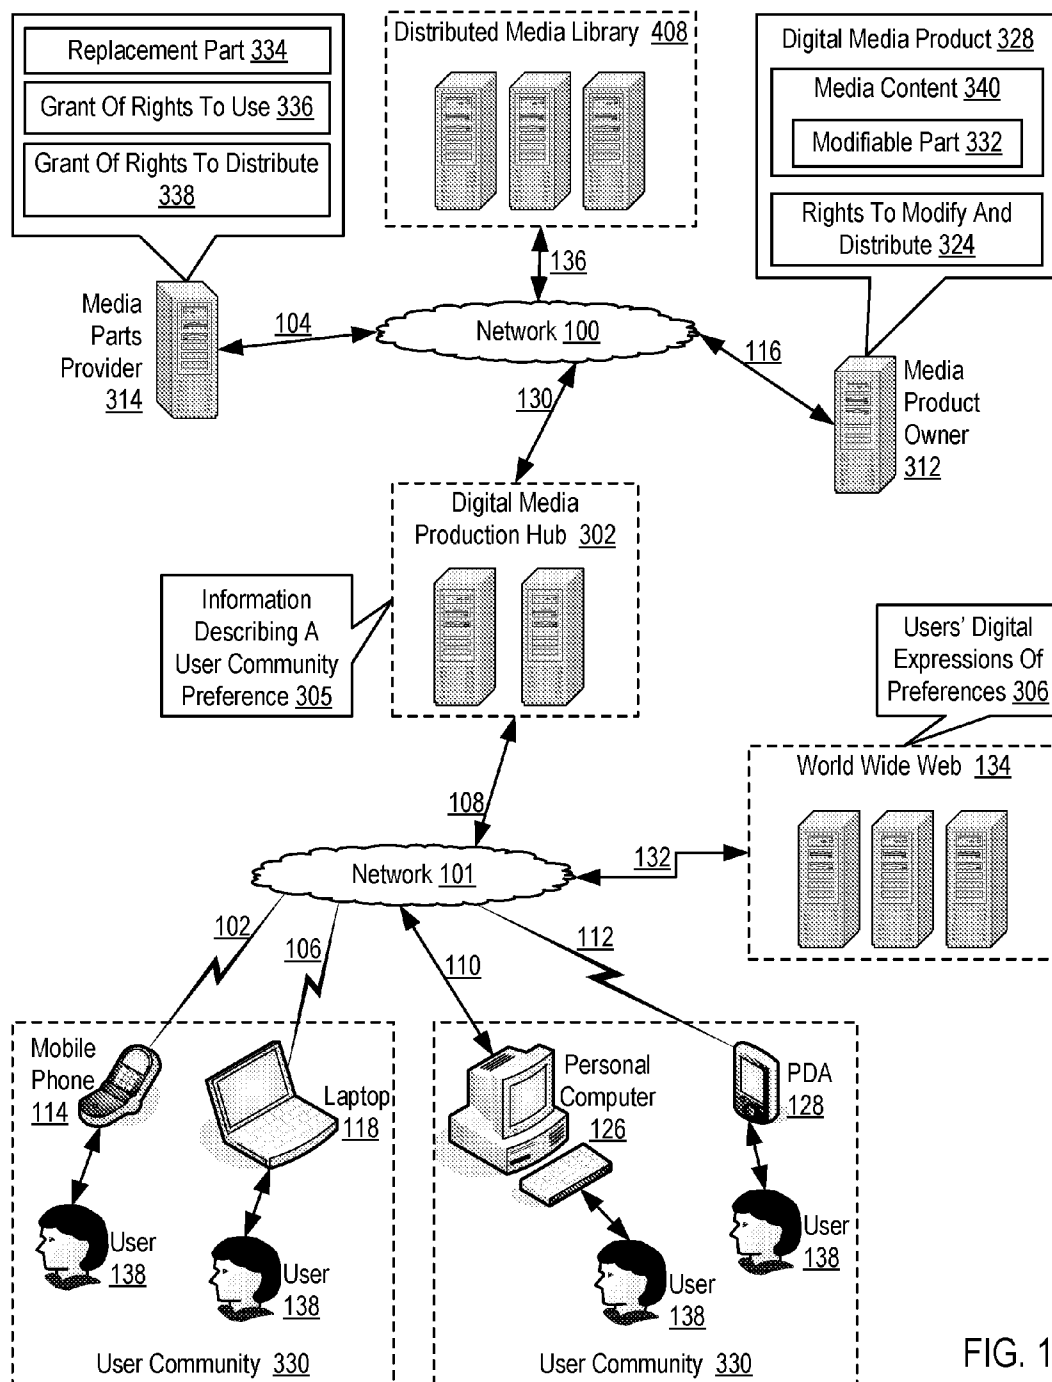 Replacement Part 334
Grant Of Rights To Use 336
Grant Of Rights To Distribute
338
Distributed Media Library 408
Digital Media Product 328
Media Content 340
Modifiable Part 332
Rights To Modify And
Distribute 324
136
Media
Parts
Provider
314
104
Network 100
116
Media
Product
Owner
312
130
Digital Media
Production Hub 302
Information
Describing A
User Community
Preference 305
Users' Digital
Expressions Of
Preferences 306
World Wide Web 134
108
Network 101
132
102
106
110
112
Mobile
Phone
114
Laptop
118
Personal
Computer
126
PDA
128
User
138
User
138
User
138
User
138
User Community 330
User Community 330
FIG. 1